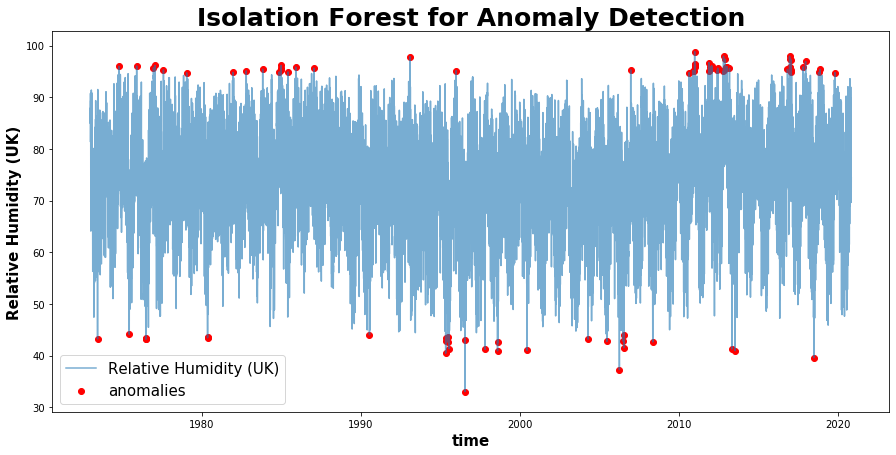 Isolation Forest for Anomaly Detection
Relative Humidity (UK)
100
90
80
70
60
50
40
30
Relative Humidity (UK)
anomalies
1980
1990
2000
2010
2020
time